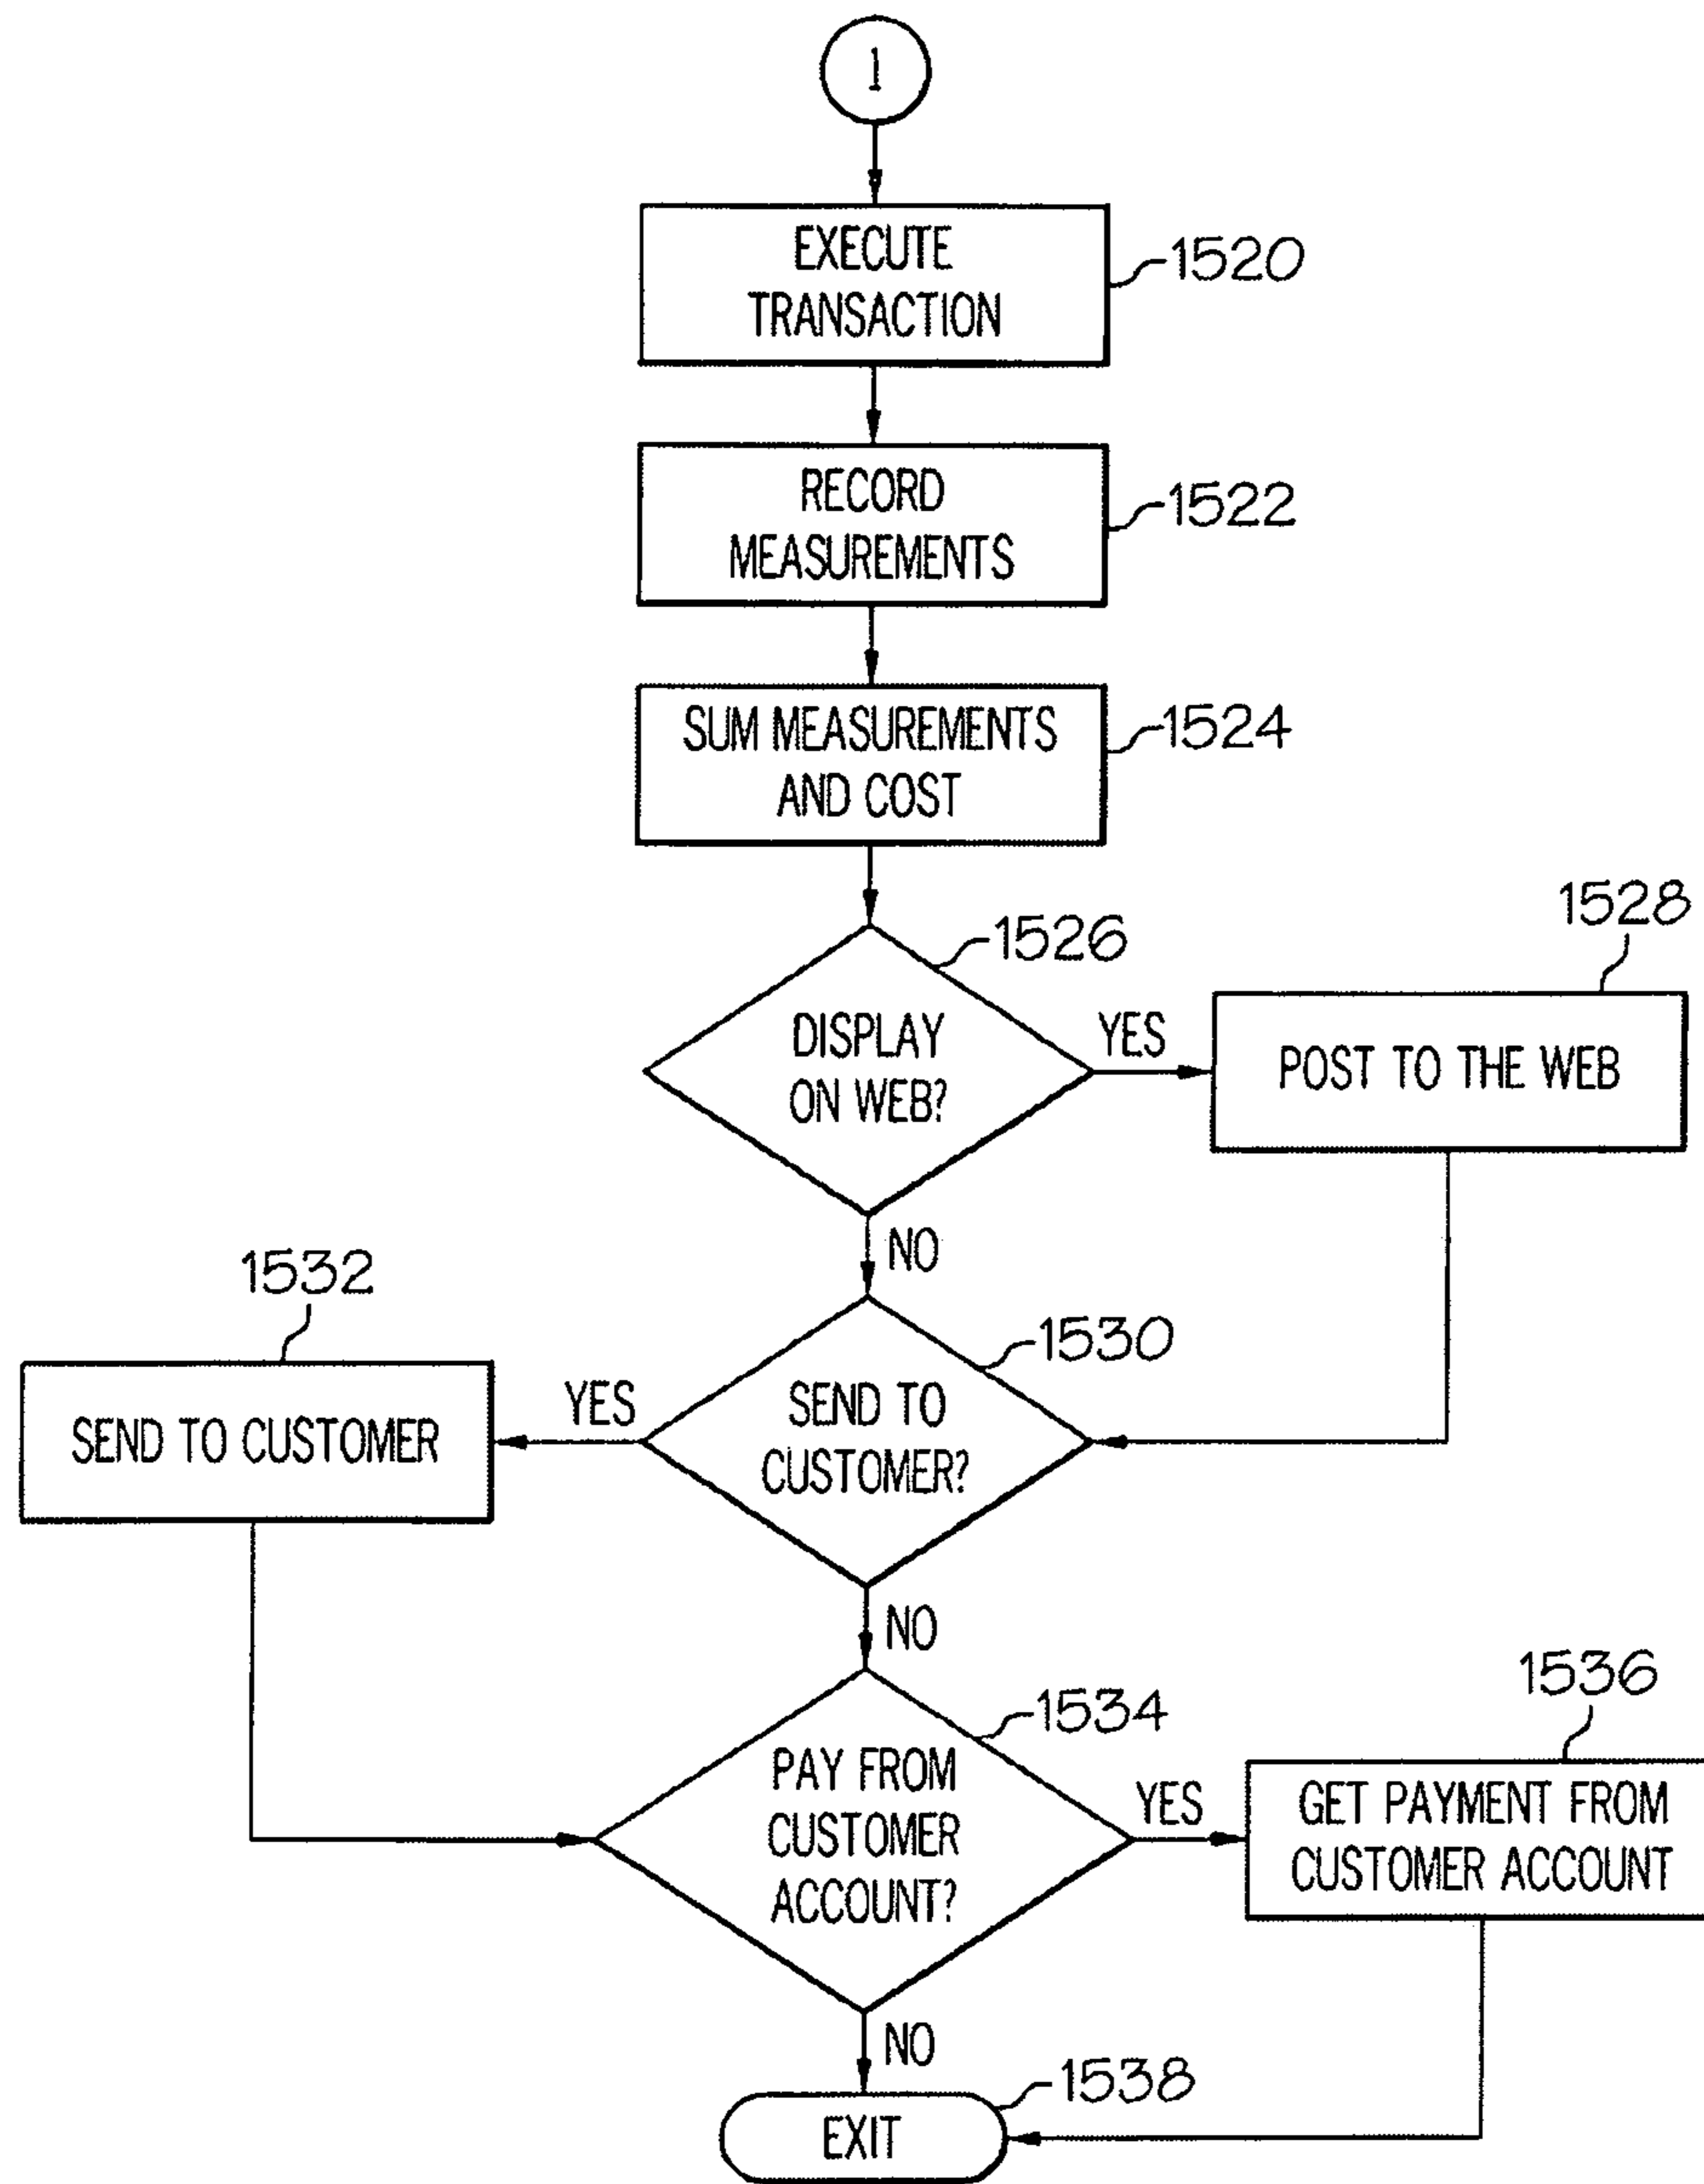 1
EXECUTE
TRANSACTION
1520
RECORD
MEASUREMENTS
1522
SUM MEASUREMENTS
AND COST
1524
1526
DISPLAY
ON WEB?
YES
1528
POST TO THE WEB
NO
1532
SEND TO CUSTOMER
YES
1530
SEND TO
CUSTOMER?
NO
1534
PAY FROM
CUSTOMER
ACCOUNT?
YES
1536
GET PAYMENT FROM
CUSTOMER ACCOUNT
NO
1538
EXIT